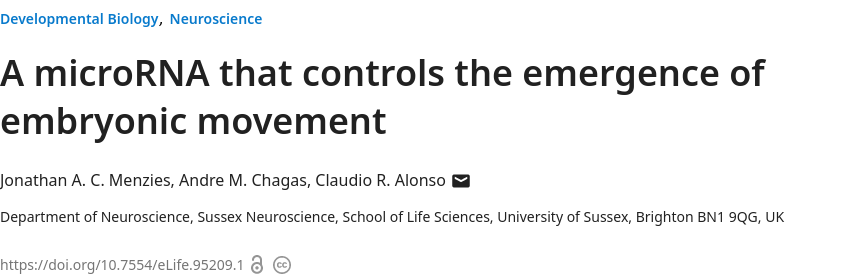 Developmental Biology, Neuroscience
A microRNA that controls the emergence of
embryonic movement
Jonathan A. C. Menzies, Andre M. Chagas, Claudio R. Alonso
Department of Neuroscience, Sussex Neuroscience, School of Life Sciences, University of Sussex, Brighton BN1 9QG, UK
https://doi.org/10.7554/eLife.95209.1 cc